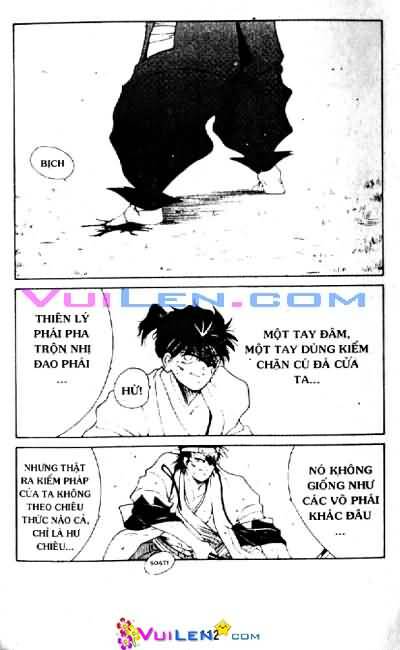 BỊCH
VuiLen.com
THIÊN LÝ
PHÁI PHA
TRỘN NHỊ
ĐAO PHÁI
...
HỪ!
MỘT TAY ĐÂM,
MỘT TAY DÙNG KIẾM
CHẶN CÚ ĐÁ CỦA
TA...
NHƯNG THẬT
RA KIẾM PHÁP
CỦA TA KHÔNG
THEO CHIÊU
THỨC NÀO CẢ,
CHỈ LÀ HƯ
CHIÊU...
SOẠT!
NÓ KHÔNG
GIỐNG NHƯ
CÁC VÕ PHÁI
KHÁC ĐÂU
...
2
VuiLen.com